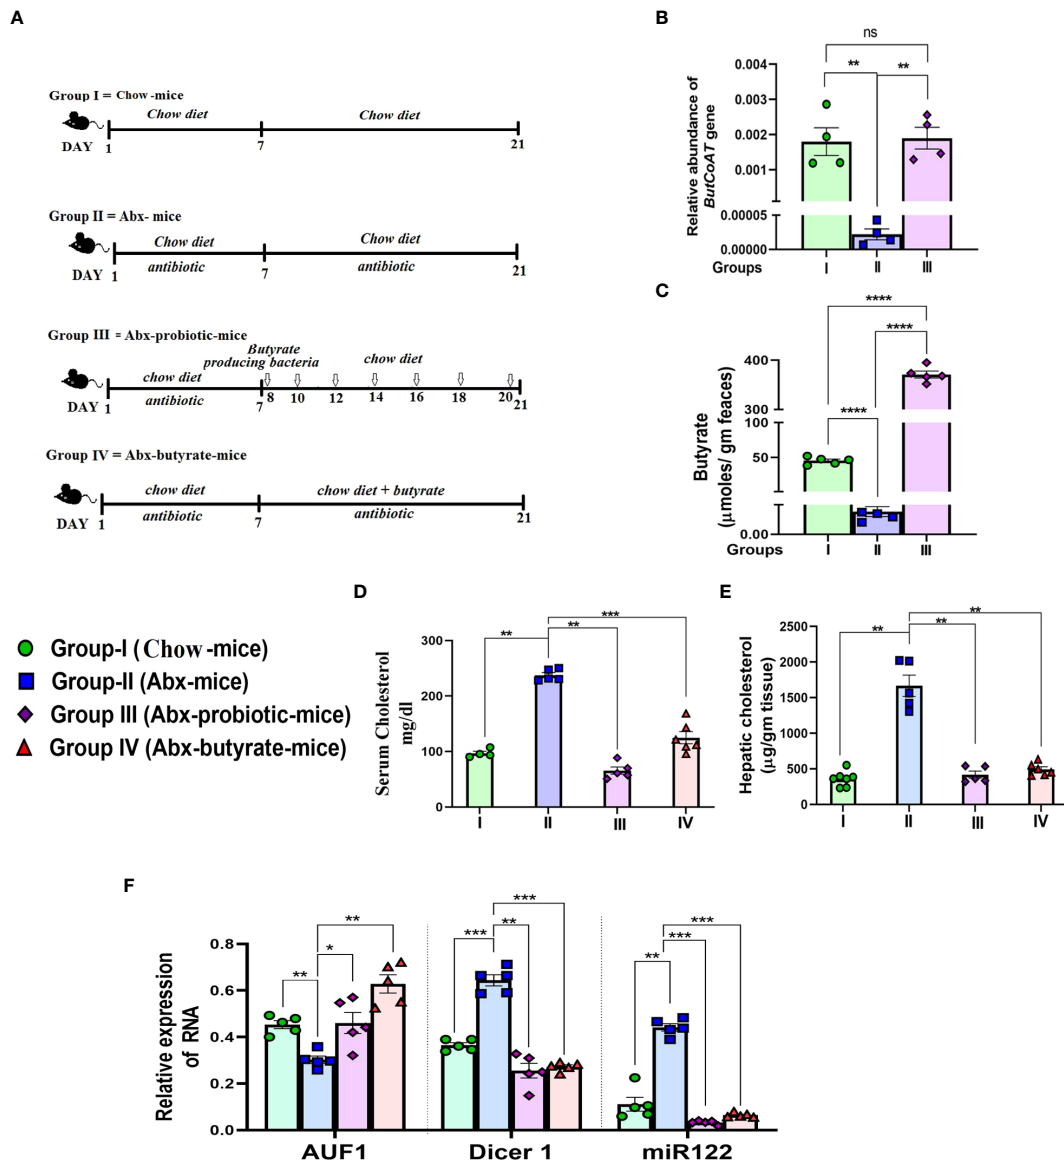 A
Group I = Chow-mice
Chow diet
Chow diet
DAY 1
7
21
Group II = Abx- mice
Chow diet
Chow diet
antibiotic
antibiotic
DAY 1
7
21
Group III = Abx-probiotic-mice
Butyrate
producing bacteria
chow diet
chow diet
antibiotic
8 10 12 14 16 18 20
DAY 1
7
21
Group IV = Abx-butyrate-mice
chow diet
chow diet + butyrate
antibiotic
antibiotic
DAY 1
7
21
B
ns
**
**
Relative abundance of
ButCoAT gene
0.004
0.003
0.002
0.001
0.00005
0.00000
Groups
I II III
C
****
****
****
Butyrate
(µmoles/ gm feaces)
400
300
100
50
0.00
Groups
I II III
Group-I (Chow-mice)
Group-II (Abx-mice)
Group III (Abx-probiotic-mice)
Group IV (Abx-butyrate-mice)
D
***
**
**
Serum Cholesterol
mg/dl
300
200
100
0
I II III IV
E
**
**
**
Hepatic cholesterol
(µg/gm tissue)
2500
2000
1500
1000
500
0
I II III IV
F
**
*
**
***
**
***
**
***
***
Relative expression
of RNA
0.8
0.6
0.4
0.2
0.0
AUF1 Dicer 1 miR122